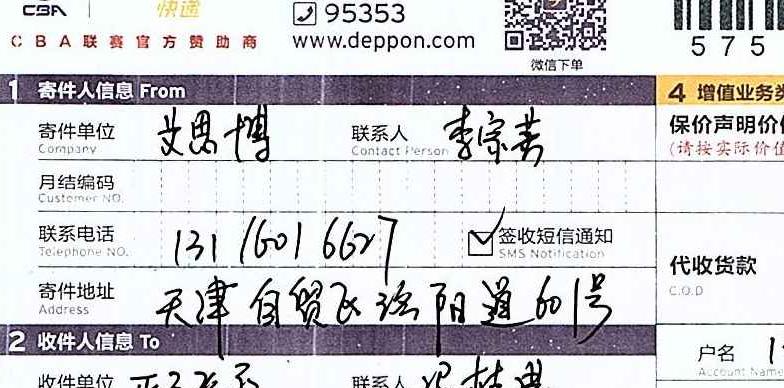 CBA 快递
95353
CBA联赛官方赞助商
www.deppon.com
微信下单
575
1 寄件人信息 From
4 增值业务类
寄件单位 艾思博 联系人 李宗英
Company Contact Person
保价声明价值
(请按实际价值
月结编码
Customer NO.
联系电话 131 1601 6627 签收短信通知
Telephone NO. SMS Notification
代收货款
C.O.D
寄件地址 天津自贸区洛阳道601号
Address
2 收件人信息 To
户名
Account Name
收件单位 联系人